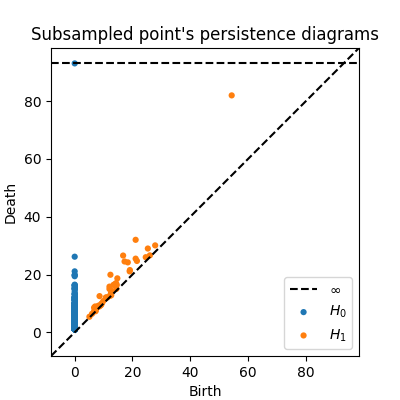 Subsampled point's persistence diagrams
Death
80
60
40
20
0
∞
H₀
H₁
0 20 40 60 80
Birth